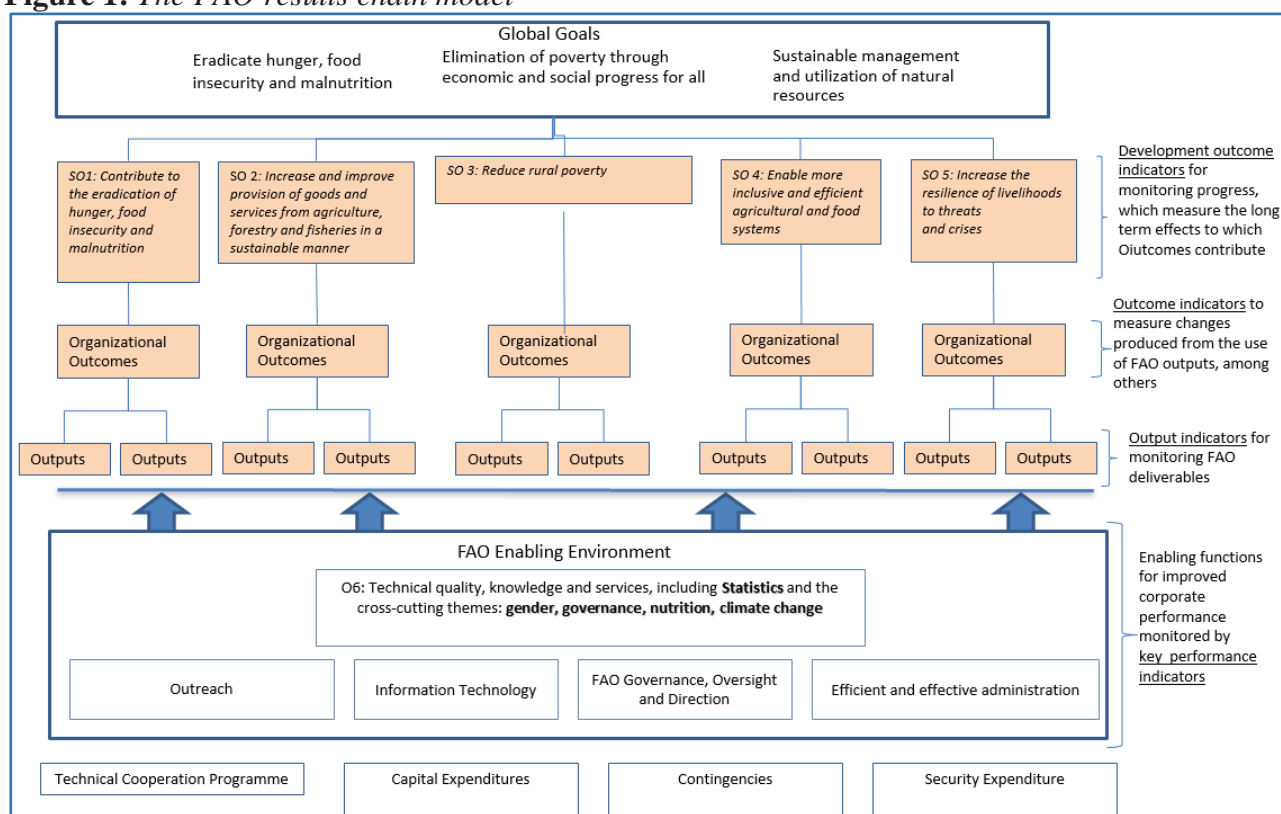 Figure 1: The FAO results chain model
Global Goals
Eradicate hunger, food
insecurity and malnutrition
Elimination of poverty through
economic and social progress for all
Sustainable management
and utilization of natural
resources
SO1: Contribute to
the eradication of
hunger, food
insecurity and
malnutrition
SO 2: Increase and improve
provision of goods and
services from agriculture,
forestry and fisheries in a
sustainable manner
SO 3: Reduce rural poverty
SO 4: Enable more
inclusive and efficient
agricultural and food
systems
SO 5: Increase the
resilience of livelihoods
to threats
and crises
Development outcome
indicators for
monitoring progress,
which measure the long
term effects to which
Oiutcomes contribute
Organizational
Outcomes
Organizational
Outcomes
Organizational
Outcomes
Organizational
Outcomes
Organizational
Outcomes
Outcome indicators to
measure changes
produced from the use
of FAO outputs, among
others
Outputs
Outputs
Outputs
Outputs
Outputs
Outputs
Outputs
Outputs
Outputs
Outputs
Output indicators for
monitoring FAO
deliverables
FAO Enabling Environment
O6: Technical quality, knowledge and services, including Statistics and the
cross-cutting themes: gender, governance, nutrition, climate change
Outreach
Information Technology
FAO Governance, Oversight
and Direction
Efficient and effective administration
Enabling functions
for improved
corporate
performance
monitored by
key performance
indicators
Technical Cooperation Programme
Capital Expenditures
Contingencies
Security Expenditure